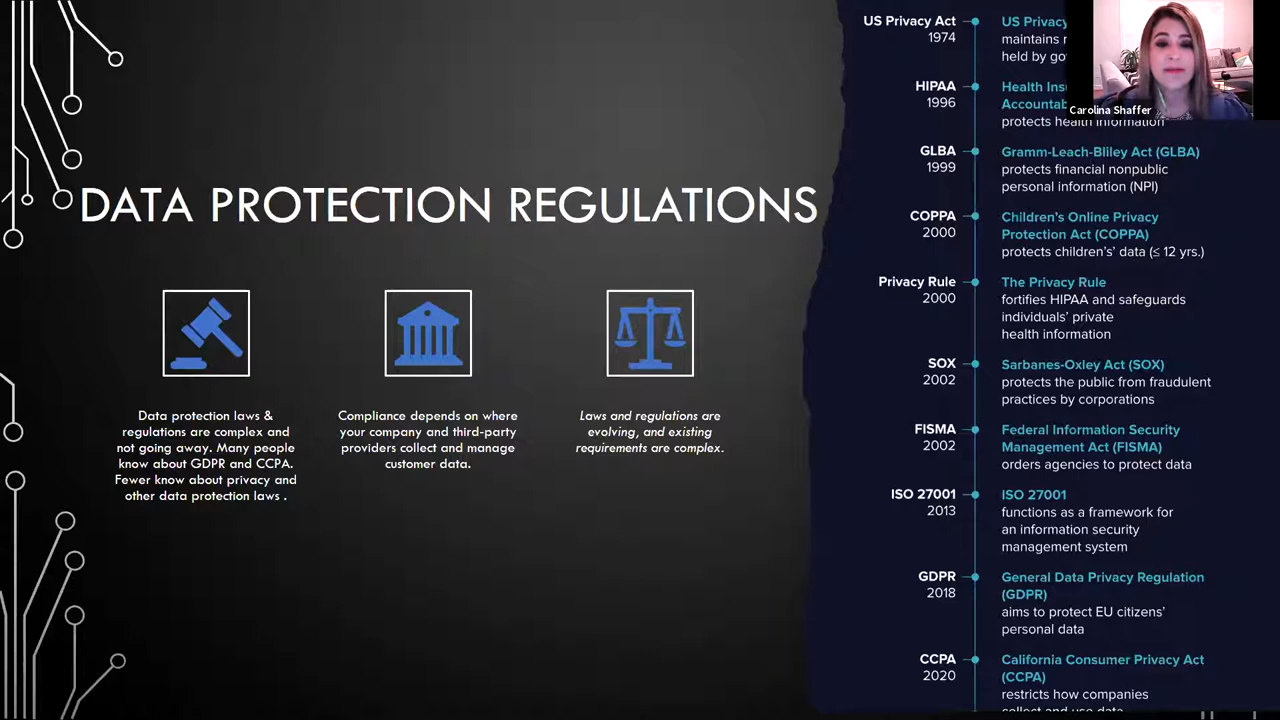 DATA PROTECTION REGULATIONS
Data protection laws &
regulations are complex and
not going away. Many people
know about GDPR and CCPA.
Fewer know about privacy and
other data protection laws .
Compliance depends on where
your company and third-party
providers collect and manage
customer data.
Laws and regulations are
evolving, and existing
requirements are complex.
US Privacy Act
1974
US Privacy
maintains
held by
HIPAA
1996
Health
protects health information
GLBA
1999
Gramm-Leach-Bliley Act (GLBA)
protects financial nonpublic
personal information (NPI)
COPPA
2000
Children's Online Privacy
Protection Act (COPPA)
protects children's' data (≤ 12 yrs.)
Privacy Rule
2000
The Privacy Rule
fortifies HIPAA and safeguards
individuals' private
health information
SOX
2002
Sarbanes-Oxley Act (SOX)
protects the public from fraudulent
practices by corporations
FISMA
2002
Federal Information Security
Management Act (FISMA)
orders agencies to protect data
ISO 27001
2013
ISO 27001
functions as a framework for
an information security
management system
GDPR
2018
General Data Privacy Regulation
(GDPR)
aims to protect EU citizens'
personal data
CCPA
2020
California Consumer Privacy Act
(CCPA)
restricts how companies
collect and use data
Carolina Shaffer